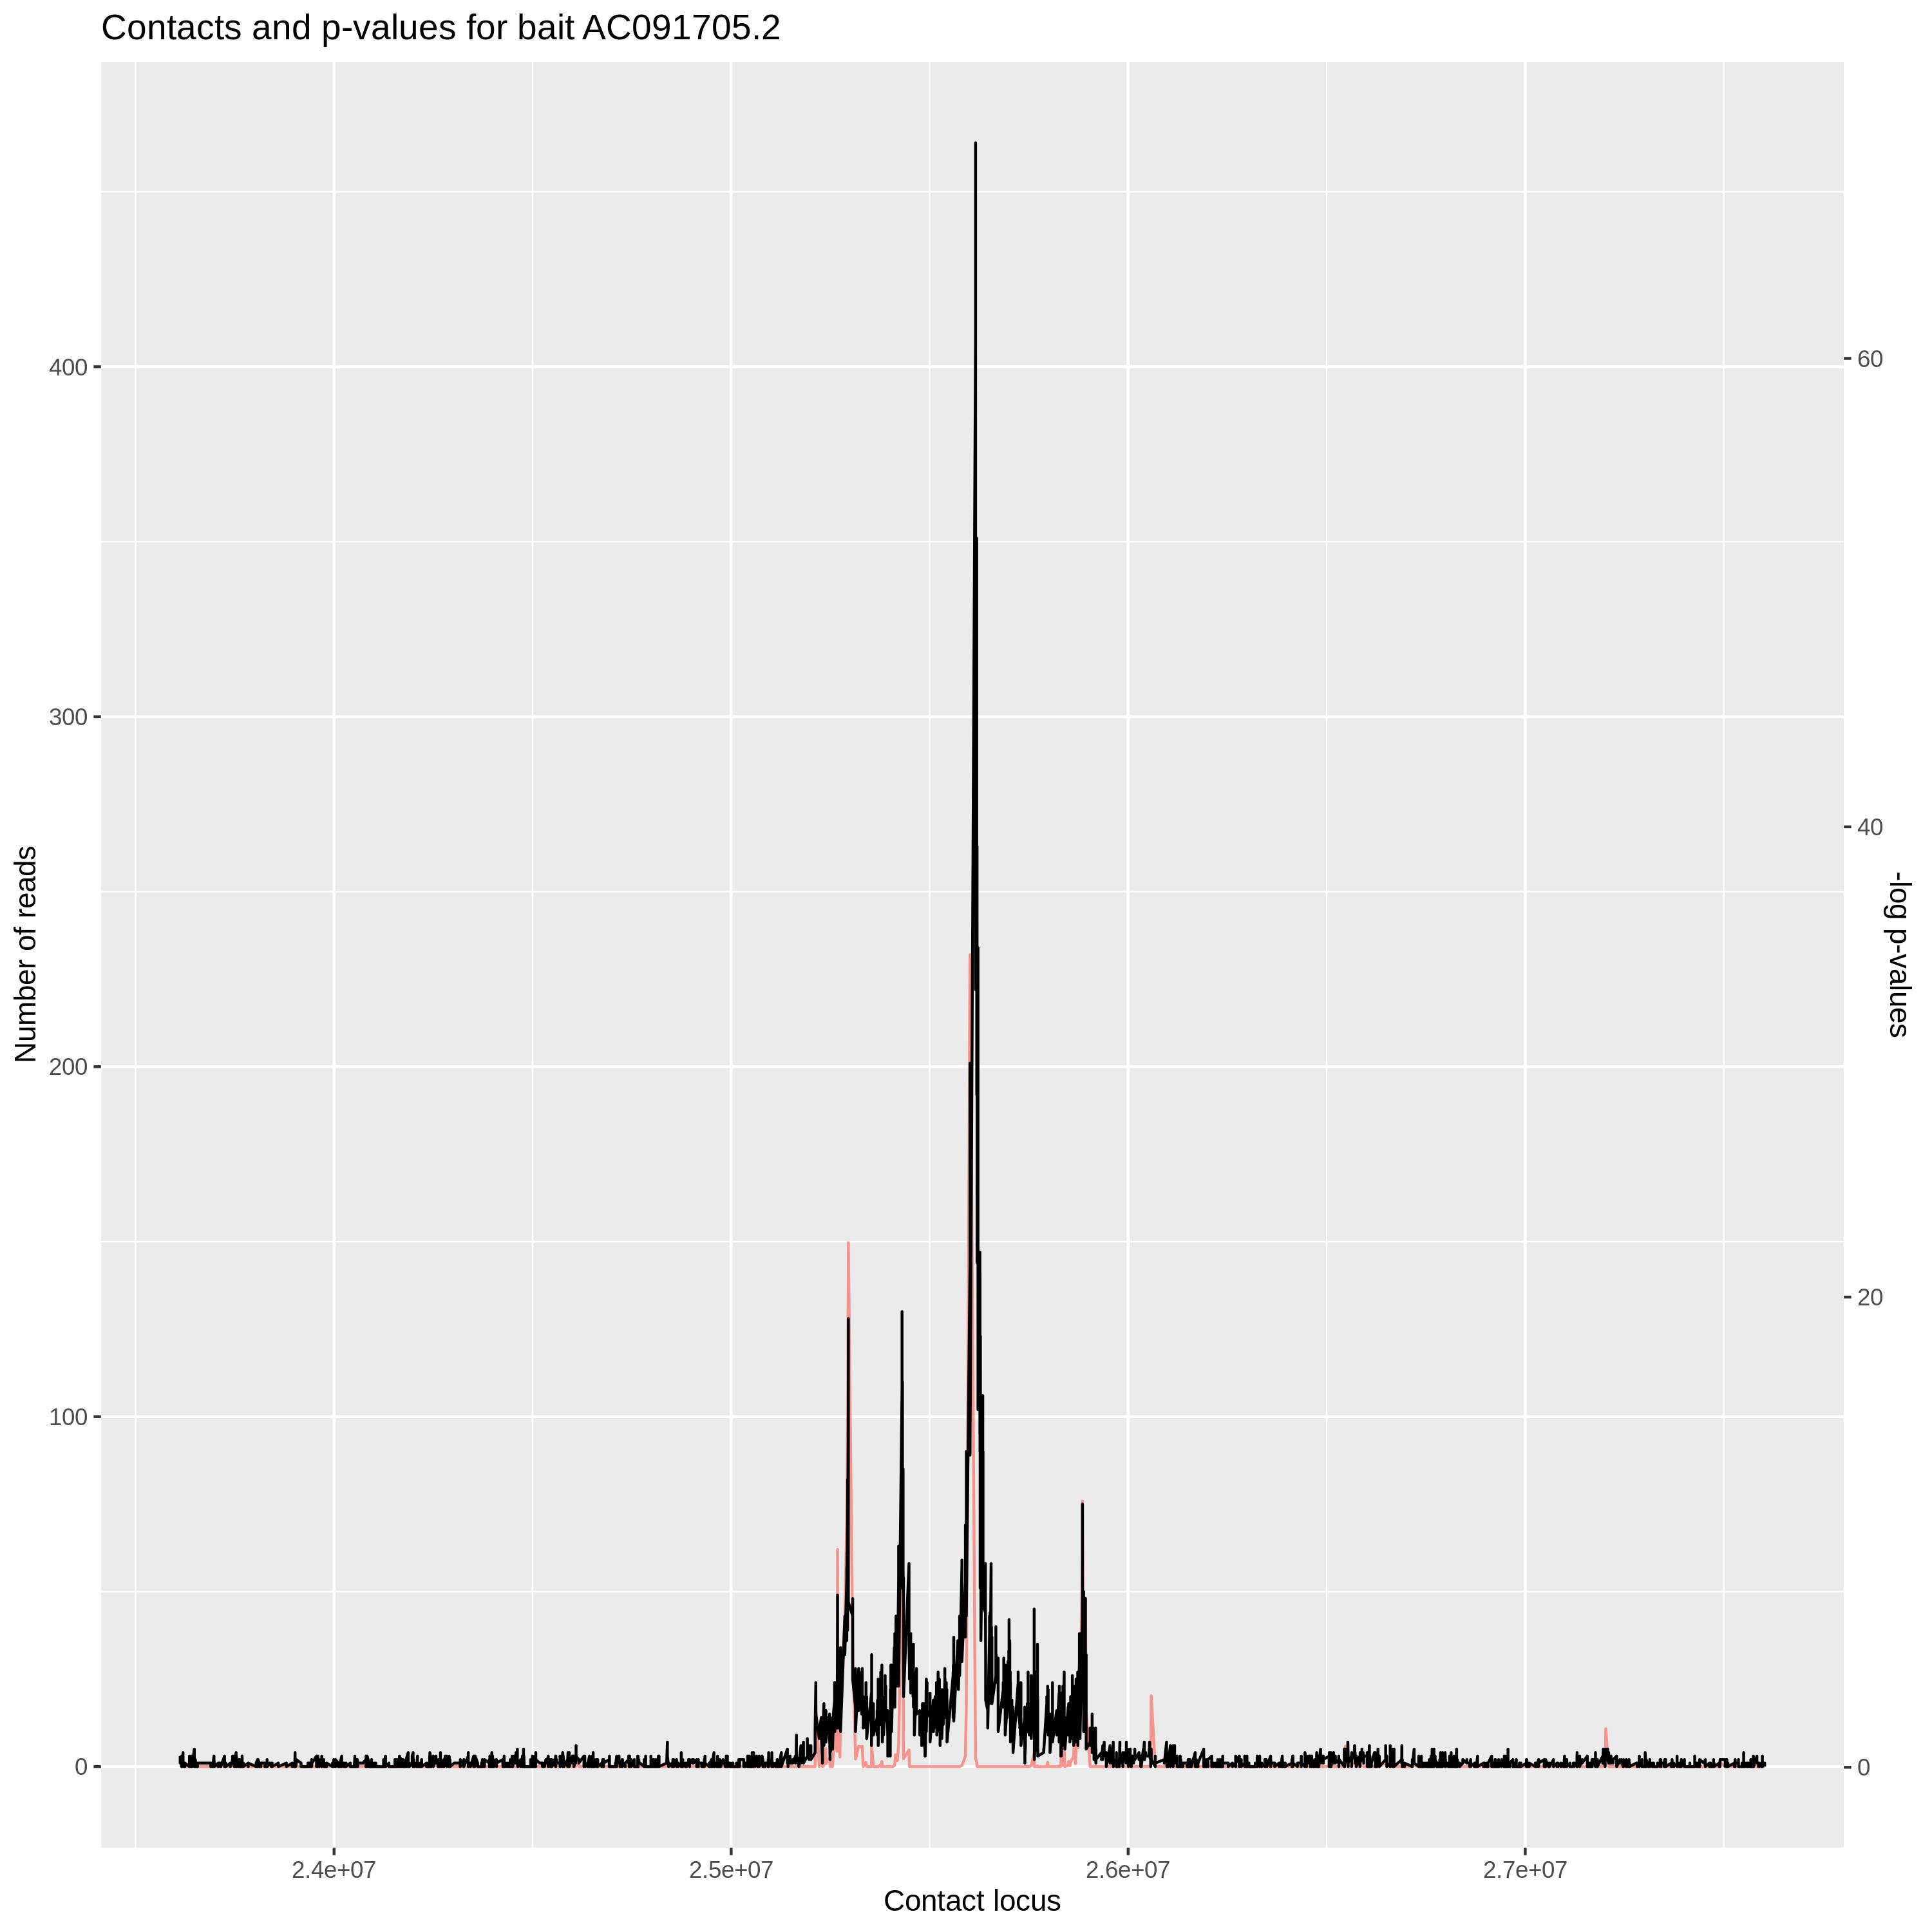 Contacts and p-values for bait AC091705.2
400
300
200
100
0
60
40
20
0
Number of reads
-log p-values
2.4e+07
2.5e+07
2.6e+07
2.7e+07
Contact locus